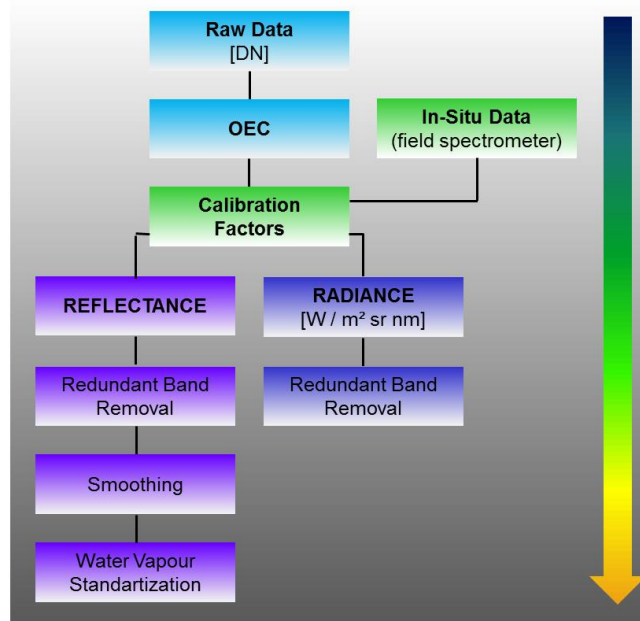 Raw Data
[DN]
OEC
In-Situ Data
(field spectrometer)
Calibration
Factors
REFLECTANCE
RADIANCE
[W / m² sr nm]
Redundant Band
Removal
Redundant Band
Removal
Smoothing
Water Vapour
Standartization